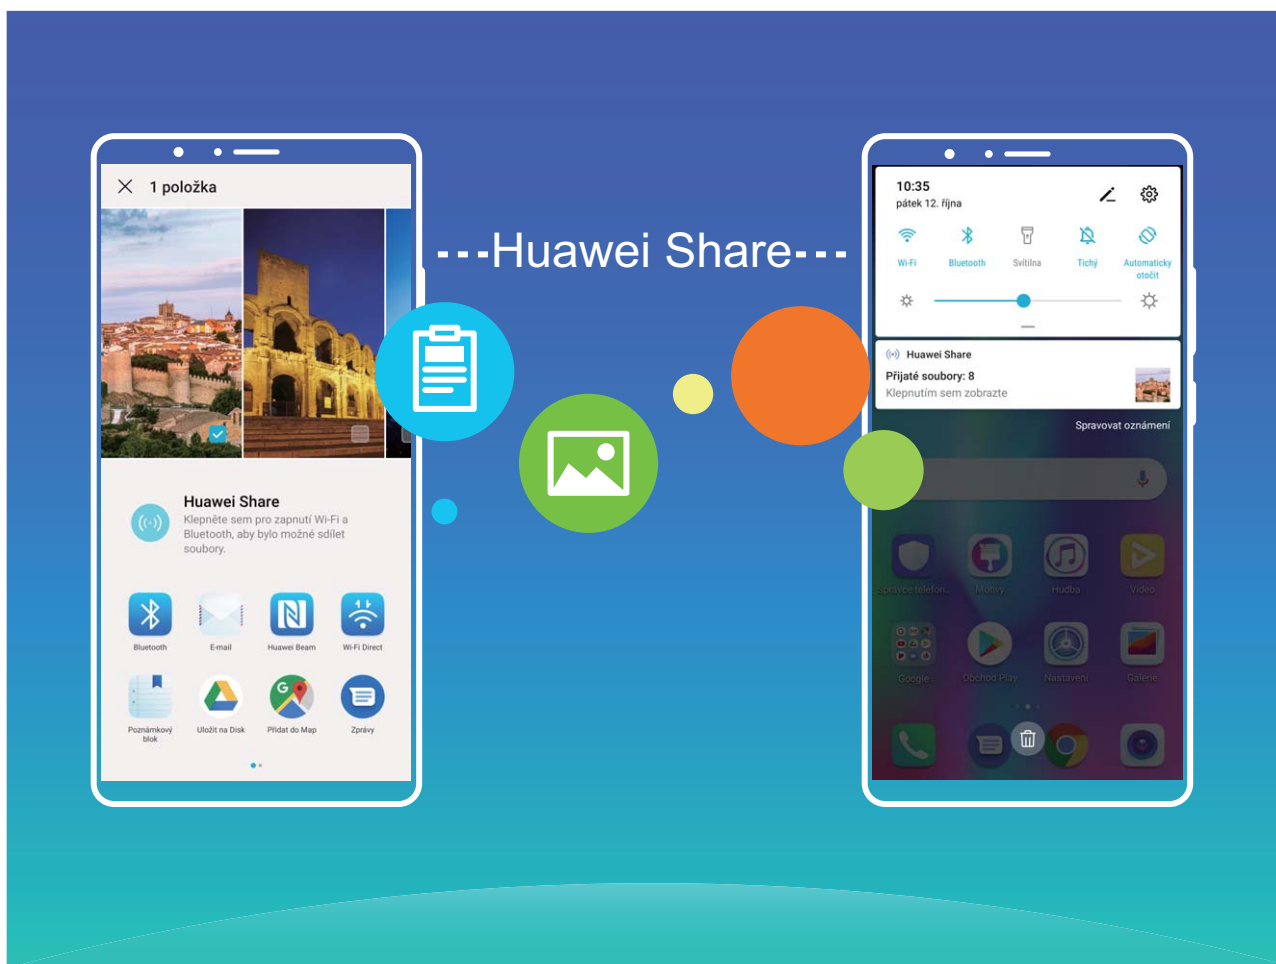 1 položka
Huawei Share
Klepněte sem pro zapnutí Wi-Fi a
Bluetooth, aby bylo možné sdílet
soubory.
Bluetooth
E-mail
Huawei Beam
Wi-Fi Direct
Poznámkový
blok
Uložit na Disk
Přidat do Map
Zprávy
---Huawei Share---
10:35
pátek 12. října
Wi-Fi
Bluetooth
Svítilna
Tichý
Automaticky
otočit
Huawei Share
Přijaté soubory: 8
Klepnutím sem zobrazte
Spravovat oznámení
Správce telefon..
Motivy
Hudba
Video
Google
Obchod Play
Nastavení
Galerie